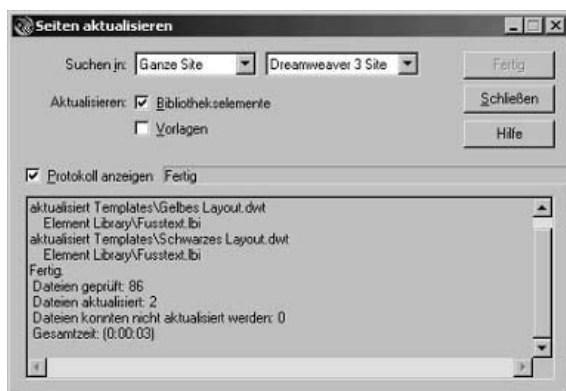 Seiten aktualisieren
Suchen in: Ganze Site Dreamweaver 3 Site Fertig
Aktualisieren: Bibliothekselemente Schließen
Vorlagen Hilfe
Protokoll anzeigen Fertig
aktualisiert Templates\Gelbes Layout.dwt
Element Library\Fusstext.lbi
aktualisiert Templates\Schwarzes Layout.dwt
Element Library\Fusstext.lbi
Fertig.
Dateien geprüft: 86
Dateien aktualisiert: 2
Dateien konnten nicht aktualisiert werden: 0
Gesamtzeit: (0:00:03)